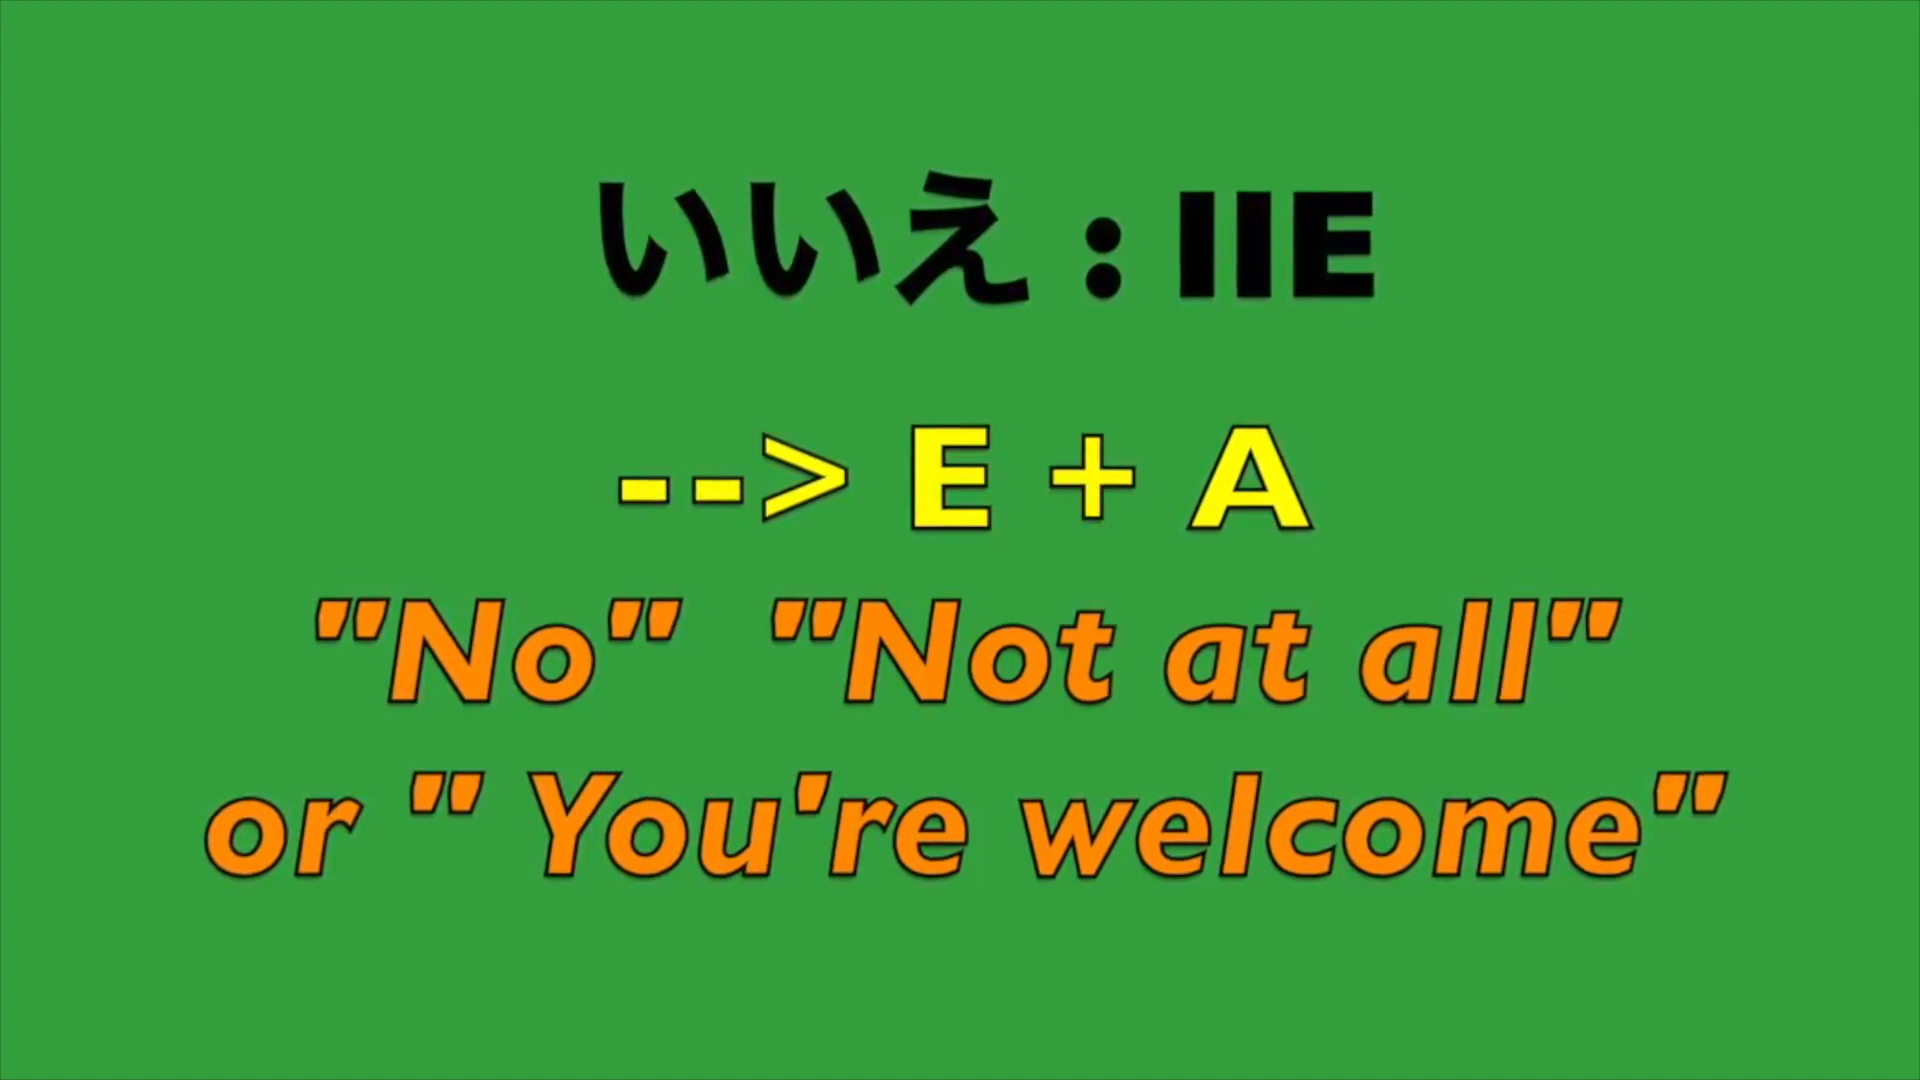 いいえ : IIE
--> E + A
"No"  "Not at all"
or " You're welcome"